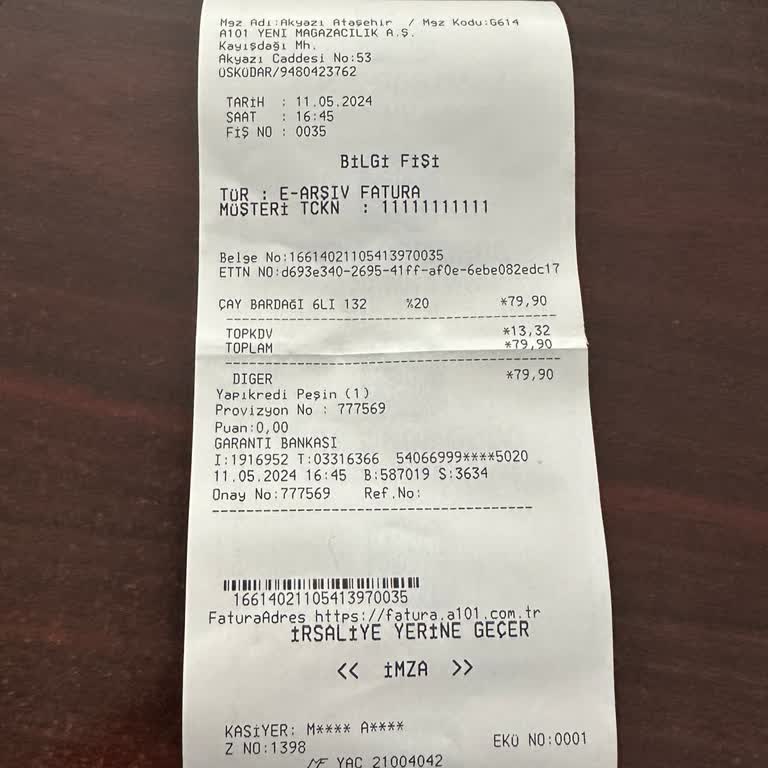 Mgz Adı:Akyazı Ataşehir / Mgz Kodu:G614
A101 YENİ MAGAZACILIK A.Ş.
Kayışdağı Mh.
Akyazı Caddesi No:53
ÜSKÜDAR/9480423762
TARİH : 11.05.2024
SAAT : 16:45
FİŞ NO : 0035
BİLGİ FİŞİ
TÜR : E-ARŞİV FATURA
MÜŞTERİ TCKN : 11111111111
Belge No:16614021105413970035
ETTN NO:d693e340-2695-41ff-af0e-6ebe082edc17
ÇAY BARDAĞI 6LI 132 %20 *79,90
TOPKDV *13,32
TOPLAM *79,90
DIGER *79,90
Yapıkredi Peşin (1)
Provizyon No : 777569
Puan:0,00
GARANTI BANKASI
I:1916952 T:03316366 54066999****5020
11.05.2024 16:45 B:587019 S:3634
Onay No:777569 Ref.No:
16614021105413970035
FaturaAdres https://fatura.a101.com.tr
İRSALİYE YERİNE GEÇER
<< İMZA >>
KASİYER: M**** A****
Z NO:1398 EKÜ NO:0001
MF YAC 21004042